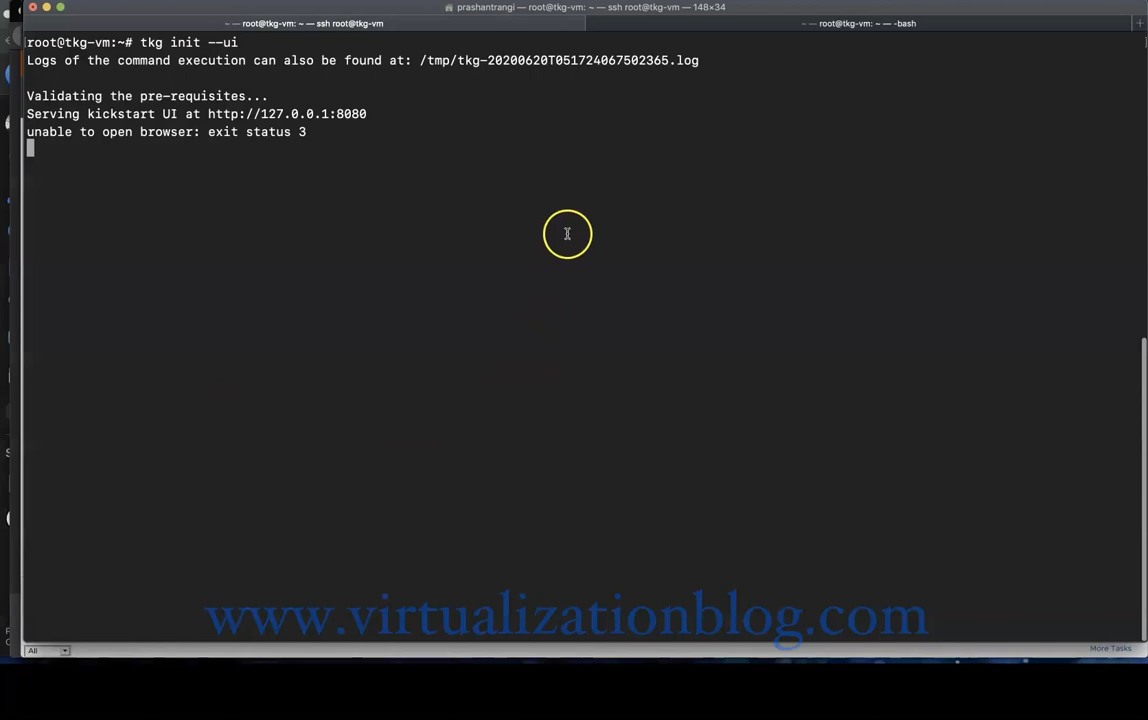 prashantrangi — root@tkg-vm: ~ — ssh root@tkg-vm — 148×34
~ — root@tkg-vm: ~ — ssh root@tkg-vm
~ — root@tkg-vm: ~ — -bash
root@tkg-vm:~# tkg init --ui
Logs of the command execution can also be found at: /tmp/tkg-20200620T051724067502365.log
Validating the pre-requisites...
Serving kickstart UI at http://127.0.0.1:8080
unable to open browser: exit status 3
www.virtualizationblog.com
All
More Tasks